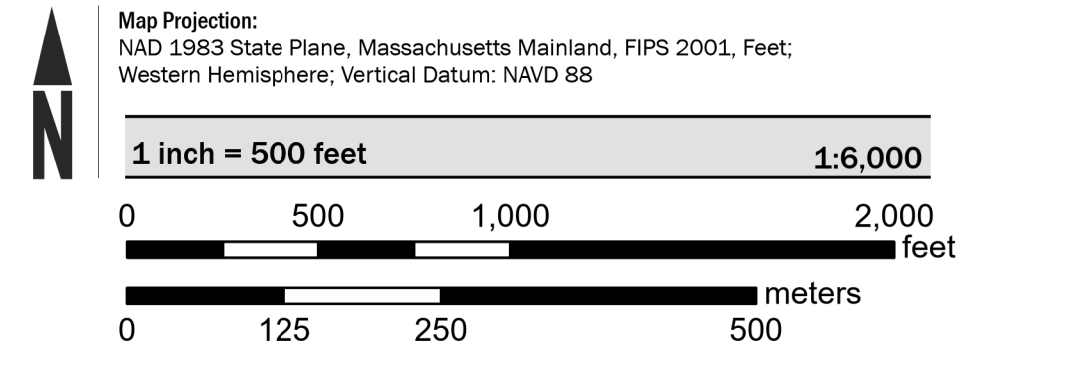 N
Map Projection:
NAD 1983 State Plane, Massachusetts Mainland, FIPS 2001, Feet;
Western Hemisphere; Vertical Datum: NAVD 88
1 inch = 500 feet 1:6,000
0 500 1,000 2,000
feet
meters
0 125 250 500